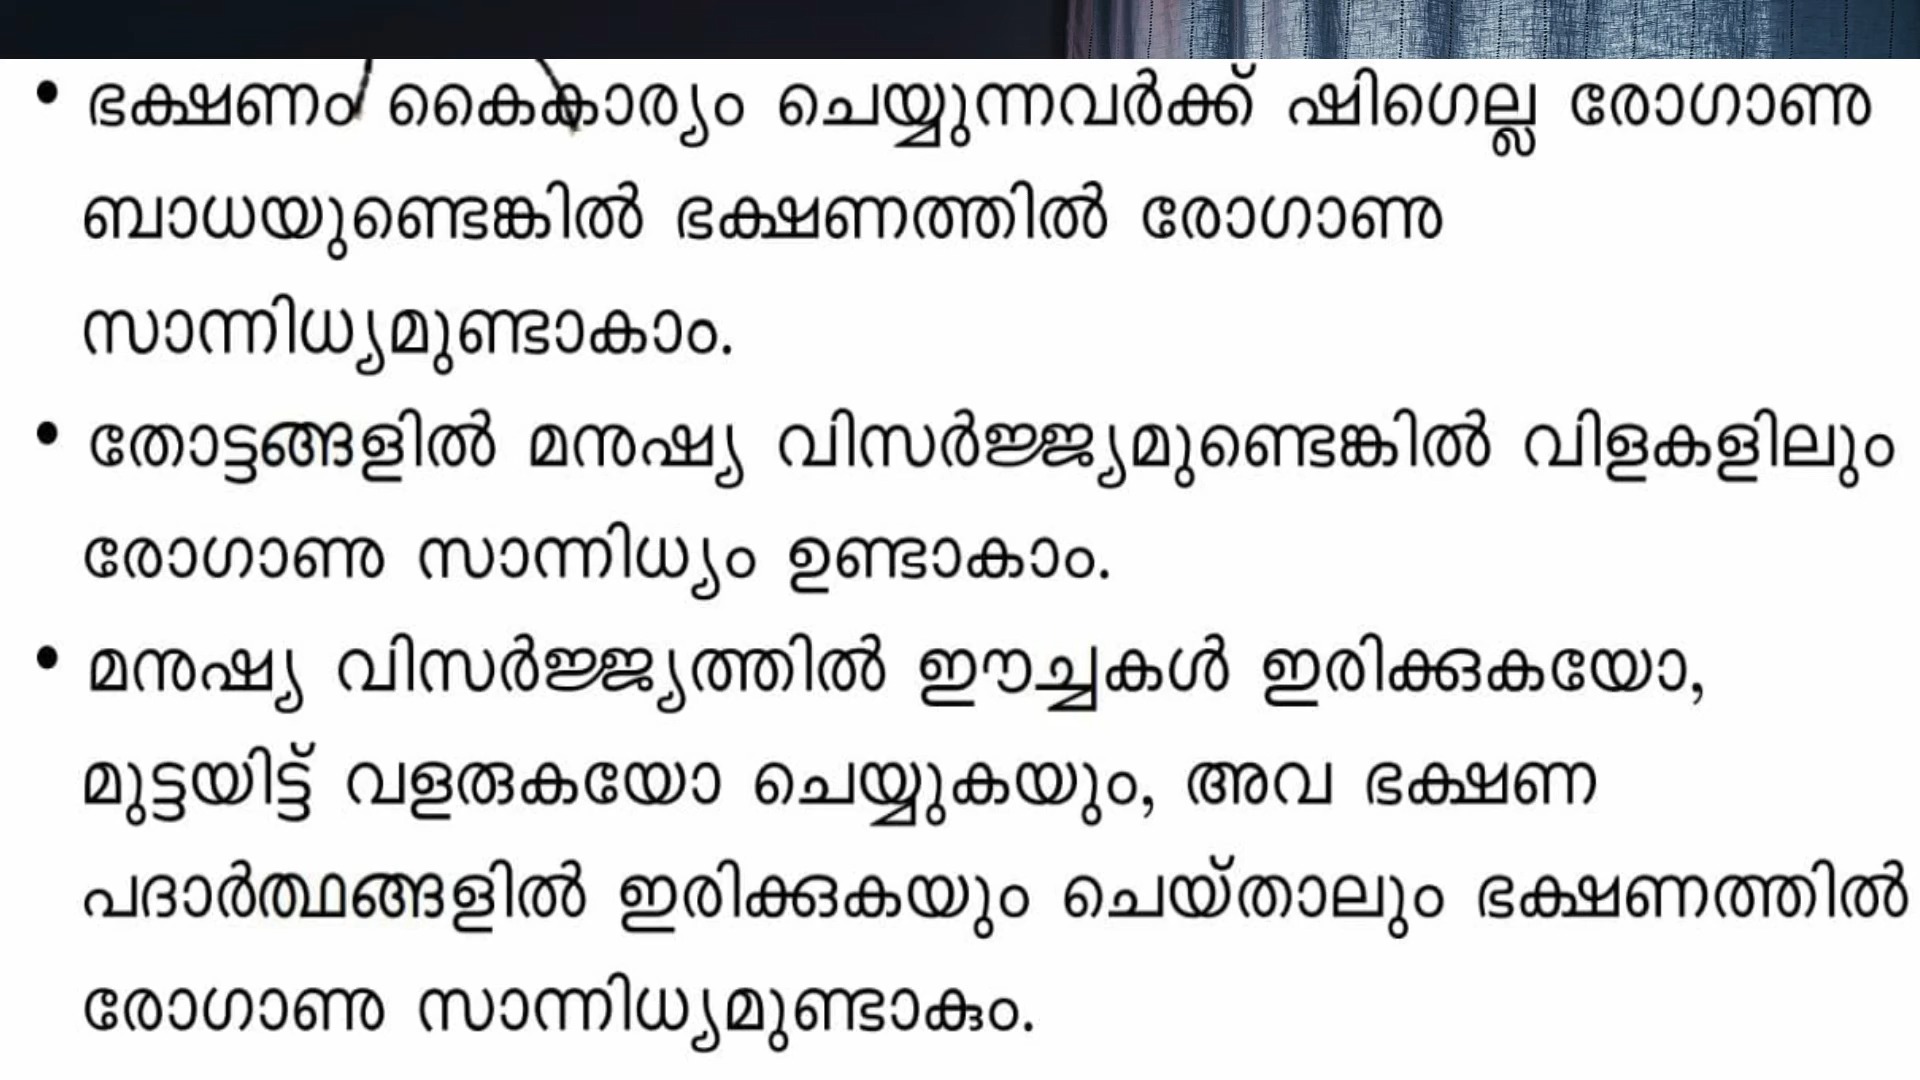 • ഭക്ഷണം കൈകാര്യം ചെയ്യുന്നവർക്ക് ഷിഗെല്ല രോഗാണു
ബാധയുണ്ടെങ്കിൽ ഭക്ഷണത്തിൽ രോഗാണു
സാന്നിധ്യമുണ്ടാകാം.
• തോട്ടങ്ങളിൽ മനുഷ്യ വിസർജ്ജ്യമുണ്ടെങ്കിൽ വിളകളിലും
രോഗാണു സാന്നിധ്യം ഉണ്ടാകാം.
• മനുഷ്യ വിസർജ്ജ്യത്തിൽ ഈച്ചകൾ ഇരിക്കുകയോ,
മുട്ടയിട്ട് വളരുകയോ ചെയ്യുകയും, അവ ഭക്ഷണ
പദാർത്ഥങ്ങളിൽ ഇരിക്കുകയും ചെയ്താലും ഭക്ഷണത്തിൽ
രോഗാണു സാന്നിധ്യമുണ്ടാകും.